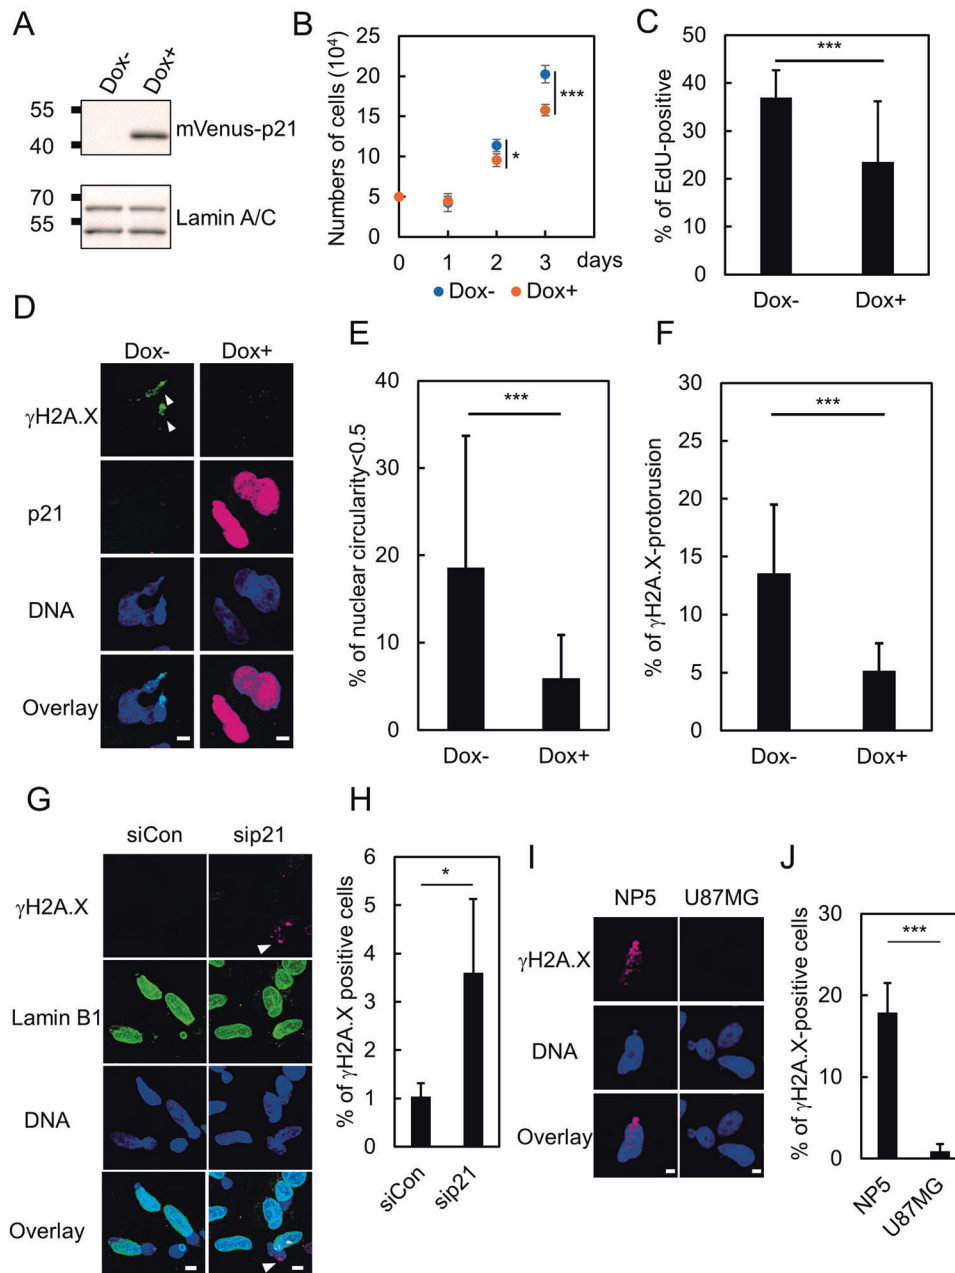 A
Dox-
Dox+
55
40
mVenus-p21
70
55
Lamin A/C
B
Numbers of cells (10⁴)
25
20
15
10
5
0
***
*
0 1 2 3 days
Dox- Dox+
C
% of EdU-positive
50
40
30
20
10
0
***
Dox- Dox+
D
Dox- Dox+
γH2A.X
p21
DNA
Overlay
E
% of nuclear circularity<0.5
40
30
20
10
0
***
Dox- Dox+
F
% of γH2A.X-protorusion
30
25
20
15
10
5
0
***
Dox- Dox+
G
siCon sip21
γH2A.X
Lamin B1
DNA
Overlay
H
% of γH2A.X positive cells
6
5
4
3
2
1
0
*
siCon
sip21
I
NP5 U87MG
γH2A.X
DNA
Overlay
J
% of γH2A.X-positive cells
30
20
10
0
***
NP5
U87MG